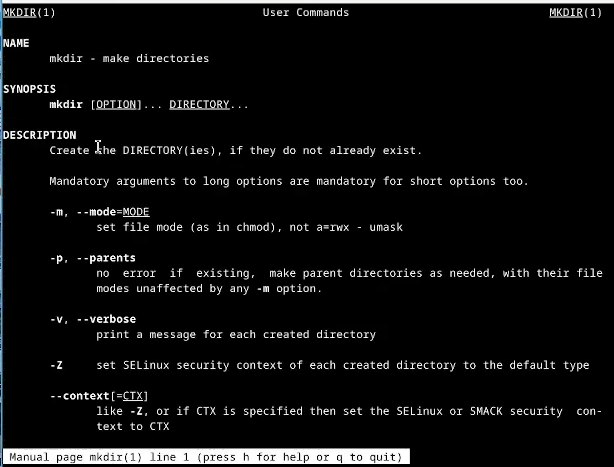 MKDIR(1) User Commands MKDIR(1)
NAME
mkdir - make directories
SYNOPSIS
mkdir [OPTION]... DIRECTORY...
DESCRIPTION
Create the DIRECTORY(ies), if they do not already exist.
Mandatory arguments to long options are mandatory for short options too.
-m, --mode=MODE
set file mode (as in chmod), not a=rwx - umask
-p, --parents
no error if existing, make parent directories as needed, with their file
modes unaffected by any -m option.
-v, --verbose
print a message for each created directory
-Z set SELinux security context of each created directory to the default type
--context[=CTX]
like -Z, or if CTX is specified then set the SELinux or SMACK security con-
text to CTX
Manual page mkdir(1) line 1 (press h for help or q to quit)